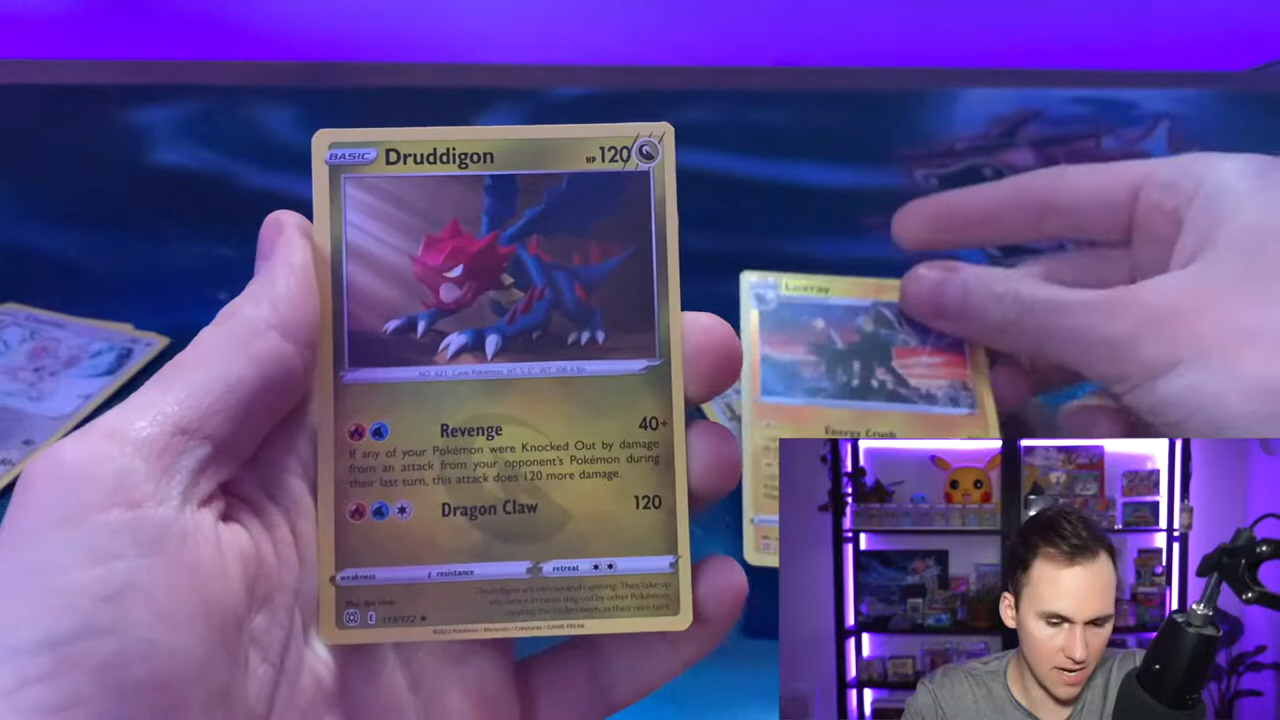 BASIC Druddigon HP 120
NO. 621 Cave Pokémon HT: 5'3" WT: 306.4 lbs
Revenge 40+
If any of your Pokémon were Knocked Out by damage
from an attack from your opponent's Pokémon during
their last turn, this attack does 120 more damage.
Dragon Claw 120
weakness resistance retreat
E 113/172 ★
©2022 Pokémon / Nintendo / Creatures / GAME FREAK
Luxray
Energy Crush